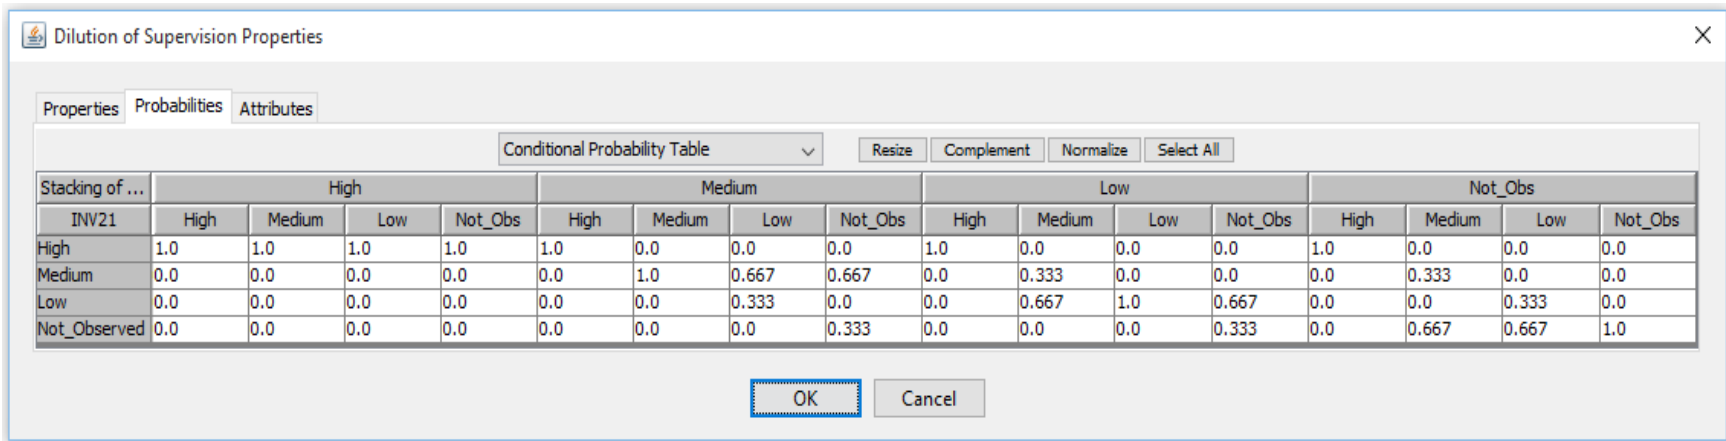 Dilution of Supervision Properties
Properties Probabilities Attributes
Conditional Probability Table Resize Complement Normalize Select All
Stacking of ... High Medium Low Not_Obs
INV21 High Medium Low Not_Obs High Medium Low Not_Obs High Medium Low Not_Obs High Medium Low Not_Obs
High 1.0 1.0 1.0 1.0 1.0 0.0 0.0 0.0 1.0 0.0 0.0 0.0 1.0 0.0 0.0 0.0
Medium 0.0 0.0 0.0 0.0 0.0 1.0 0.667 0.667 0.0 0.333 0.0 0.0 0.0 0.333 0.0 0.0
Low 0.0 0.0 0.0 0.0 0.0 0.0 0.333 0.0 0.0 0.667 1.0 0.667 0.0 0.0 0.333 0.0
Not_Observed 0.0 0.0 0.0 0.0 0.0 0.0 0.0 0.333 0.0 0.0 0.0 0.333 0.0 0.667 0.667 1.0
OK Cancel